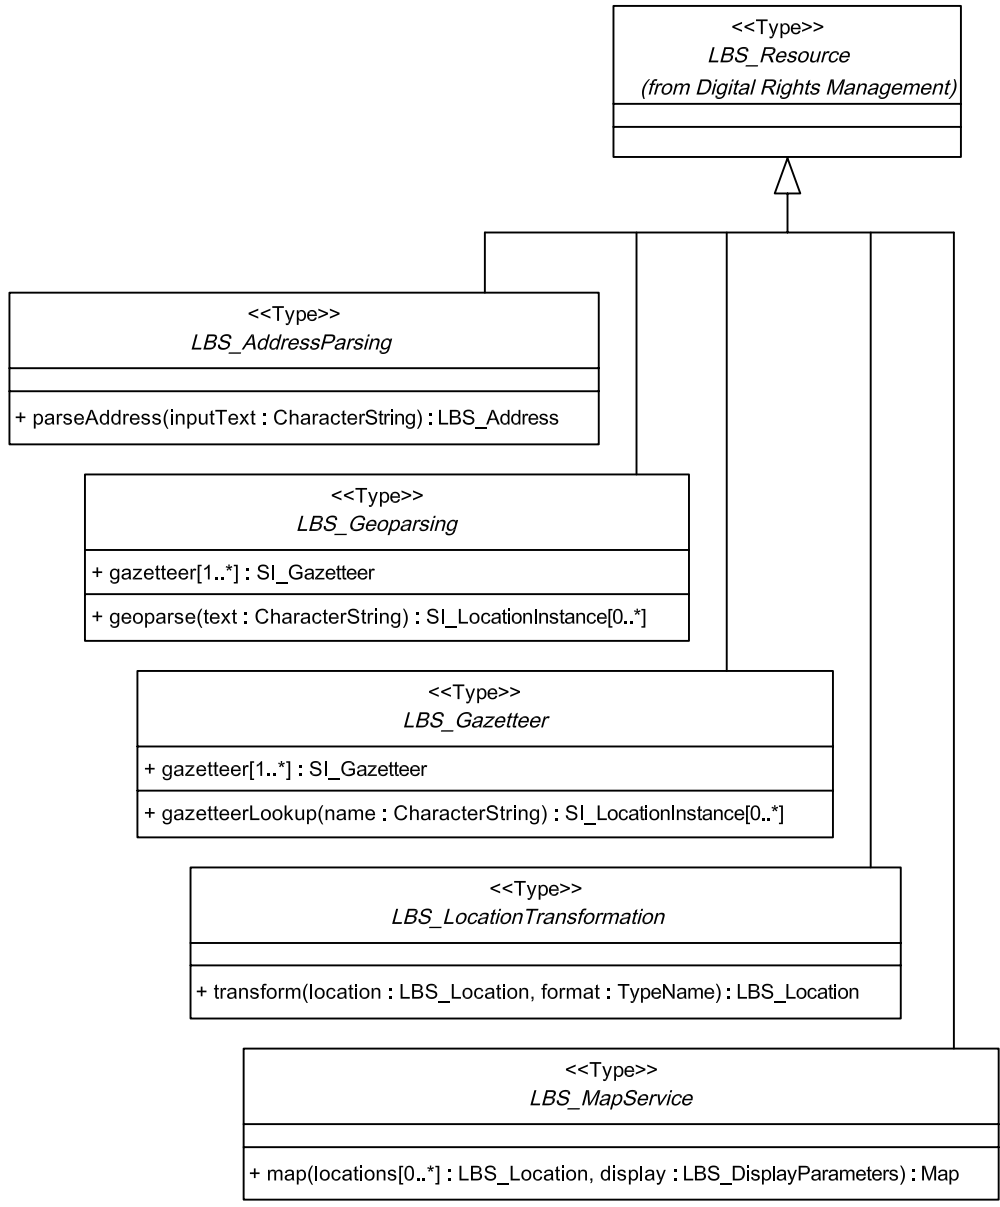 <<Type>>
LBS_Resource
(from Digital Rights Management)
<<Type>>
LBS_AddressParsing
+ parseAddress(inputText : CharacterString) : LBS_Address
<<Type>>
LBS_Geoparsing
+ gazetteer[1..*] : SI_Gazetteer
+ geoparse(text : CharacterString) : SI_LocationInstance[0..*]
<<Type>>
LBS_Gazetteer
+ gazetteer[1..*] : SI_Gazetteer
+ gazetteerLookup(name : CharacterString) : SI_LocationInstance[0..*]
<<Type>>
LBS_LocationTransformation
+ transform(location : LBS_Location, format : TypeName) : LBS_Location
<<Type>>
LBS_MapService
+ map(locations[0..*] : LBS_Location, display : LBS_DisplayParameters) : Map